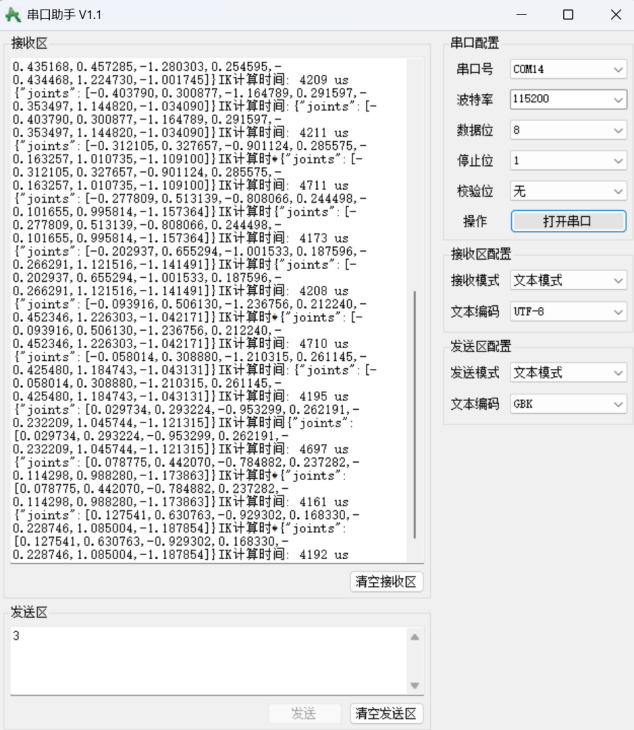 串口助手 V1.1
接收区
0.435168,0.457285,-1.280303,0.254595,-
0.434468,1.224730,-1.001745]}IK计算时间: 4209 us
{"joints":[-0.403790,0.300877,-1.164789,0.291597,-
0.353497,1.144820,-1.034090]}IK计算时间:{"joints":[-
0.403790,0.300877,-1.164789,0.291597,-
0.353497,1.144820,-1.034090]}IK计算时间: 4211 us
{"joints":[-0.312105,0.327657,-0.901124,0.285575,-
0.163257,1.010735,-1.109100]}IK计算时�{"joints":[-
0.312105,0.327657,-0.901124,0.285575,-
0.163257,1.010735,-1.109100]}IK计算时间: 4711 us
{"joints":[-0.277809,0.513139,-0.808066,0.244498,-
0.101655,0.995814,-1.157364]}IK计算时{"joints":[-
0.277809,0.513139,-0.808066,0.244498,-
0.101655,0.995814,-1.157364]}IK计算时间: 4173 us
{"joints":[-0.202937,0.655294,-1.001533,0.187596,-
0.266291,1.121516,-1.141491]}IK计算时{"joints":[-
0.202937,0.655294,-1.001533,0.187596,-
0.266291,1.121516,-1.141491]}IK计算时间: 4208 us
{"joints":[-0.093916,0.506130,-1.236756,0.212240,-
0.452346,1.226303,-1.042171]}IK计算时�{"joints":[-
0.093916,0.506130,-1.236756,0.212240,-
0.452346,1.226303,-1.042171]}IK计算时间: 4710 us
{"joints":[-0.058014,0.308880,-1.210315,0.261145,-
0.425480,1.184743,-1.043131]}IK计算时间:{"joints":[-
0.058014,0.308880,-1.210315,0.261145,-
0.425480,1.184743,-1.043131]}IK计算时间: 4195 us
{"joints":[0.029734,0.293224,-0.953299,0.262191,-
0.232209,1.045744,-1.121315]}IK计算时间{"joints":
[0.029734,0.293224,-0.953299,0.262191,-
0.232209,1.045744,-1.121315]}IK计算时间: 4697 us
{"joints":[0.078775,0.442070,-0.784882,0.237282,-
0.114298,0.988280,-1.173863]}IK计算时�{"joints":
[0.078775,0.442070,-0.784882,0.237282,-
0.114298,0.988280,-1.173863]}IK计算时间: 4161 us
{"joints":[0.127541,0.630763,-0.929302,0.168330,-
0.228746,1.085004,-1.187854]}IK计算时�{"joints":
[0.127541,0.630763,-0.929302,0.168330,-
0.228746,1.085004,-1.187854]}IK计算时间: 4192 us
清空接收区
发送区
3
发送 清空发送区
串口配置
串口号 COM14
波特率 115200
数据位 8
停止位 1
校验位 无
操作 打开串口
接收区配置
接收模式 文本模式
文本编码 UTF-8
发送区配置
发送模式 文本模式
文本编码 GBK